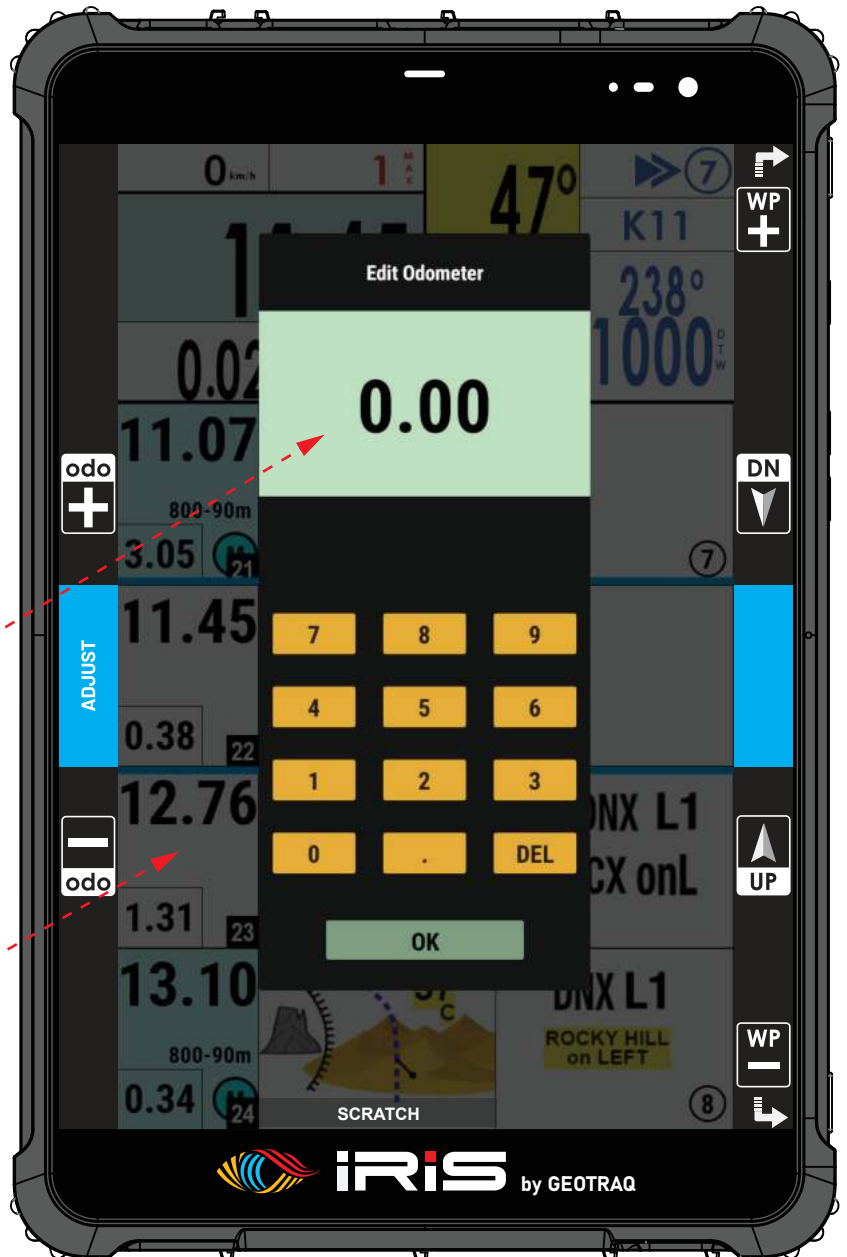 0 km/h
1 MAX
47°
7
WP
K11
Edit Odometer
238°
1000 DTW
0.02
0.00
11.07
odo
DN
800-90m
3.05
21
7
11.45
7 8 9
ADJUST
4 5 6
0.38
22
12.76
1 2 3
DNX L1
0 . DEL
CX onL
odo
UP
1.31
23
OK
13.10
37
C
DNX L1
ROCKY HILL
on LEFT
WP
800-90m
0.34
24
8
SCRATCH
iRiS by GEOTRAQ